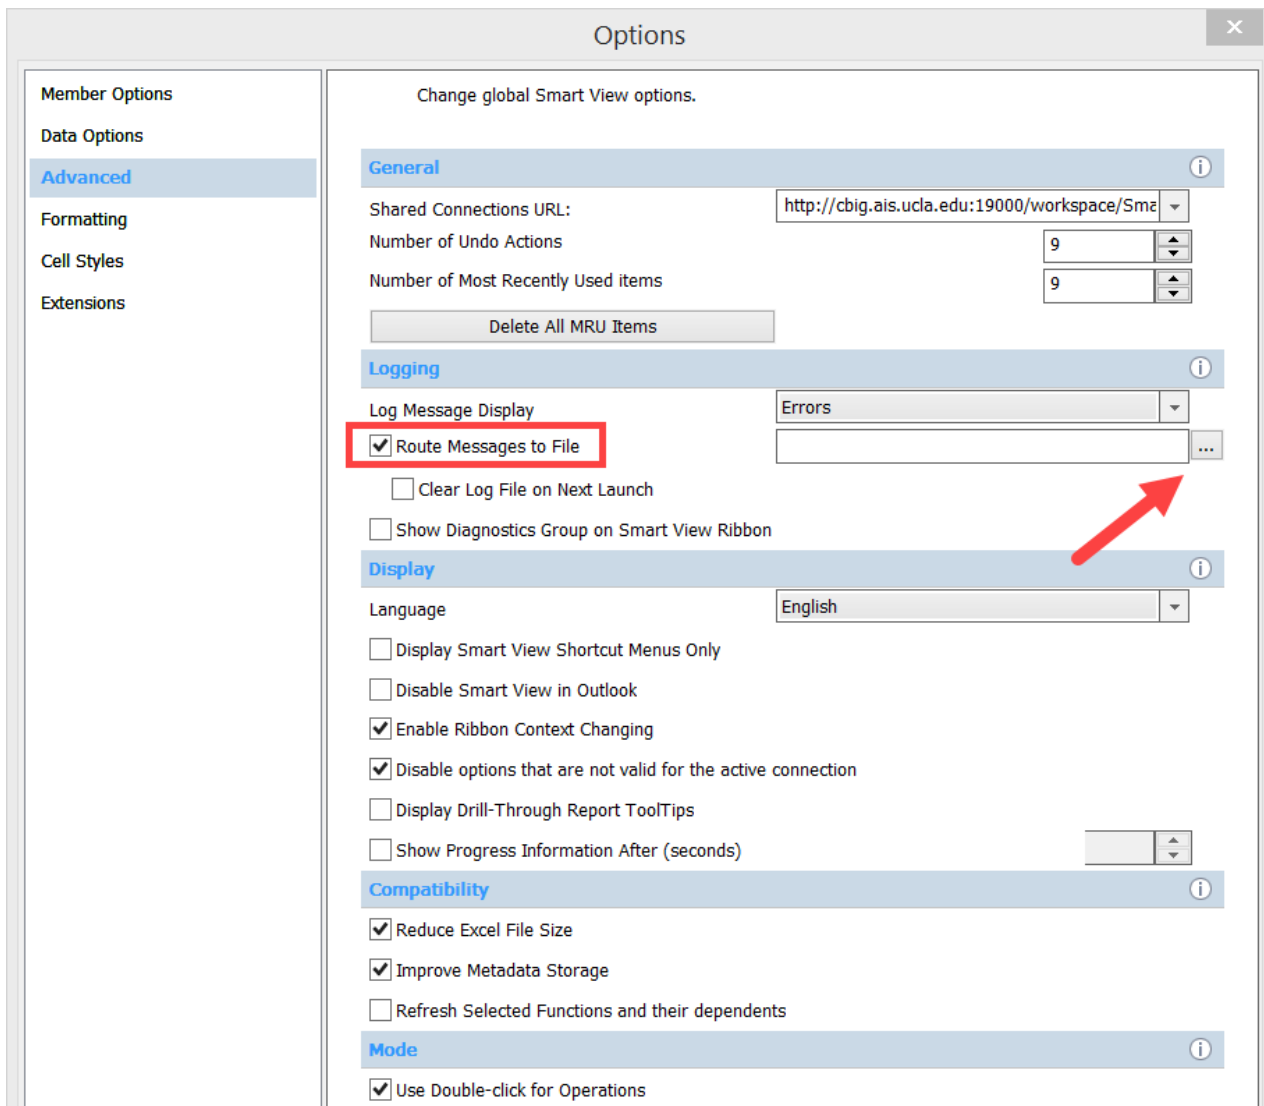 Options
Member Options
Data Options
Advanced
Formatting
Cell Styles
Extensions
Change global Smart View options.
General
Shared Connections URL:
http://cbig.ais.ucla.edu:19000/workspace/Sma
Number of Undo Actions
9
Number of Most Recently Used items
9
Delete All MRU Items
Logging
Log Message Display
Errors
Route Messages to File
...
Clear Log File on Next Launch
Show Diagnostics Group on Smart View Ribbon
Display
Language
English
Display Smart View Shortcut Menus Only
Disable Smart View in Outlook
Enable Ribbon Context Changing
Disable options that are not valid for the active connection
Display Drill-Through Report ToolTips
Show Progress Information After (seconds)
Compatibility
Reduce Excel File Size
Improve Metadata Storage
Refresh Selected Functions and their dependents
Mode
Use Double-click for Operations